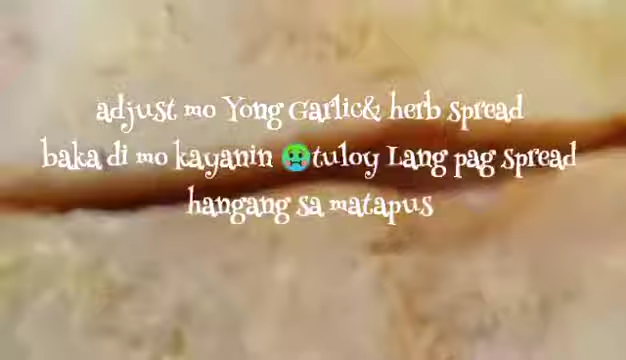 adjust mo Yong Garlic& herb spread
baka di mo kayanin 🤢tuloy Lang pag spread
hangang sa matapus